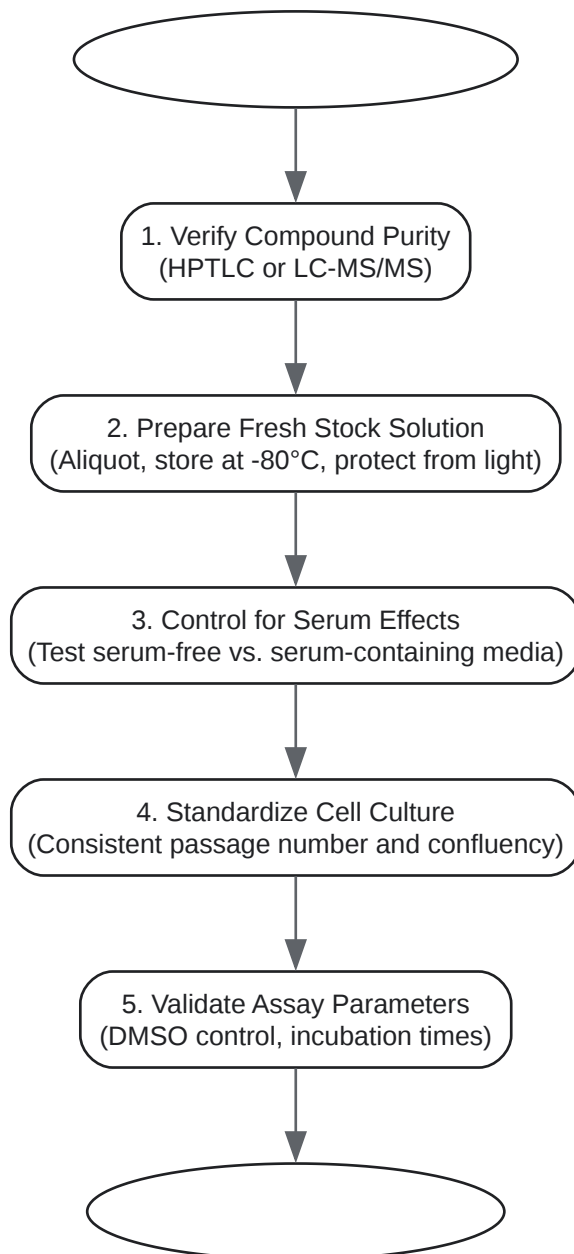 1. Verify Compound Purity
(HPTLC or LC-MS/MS)
2. Prepare Fresh Stock Solution
(Aliquot, store at -80°C, protect from light)
3. Control for Serum Effects
(Test serum-free vs. serum-containing media)
4. Standardize Cell Culture
(Consistent passage number and confluency)
5. Validate Assay Parameters
(DMSO control, incubation times)